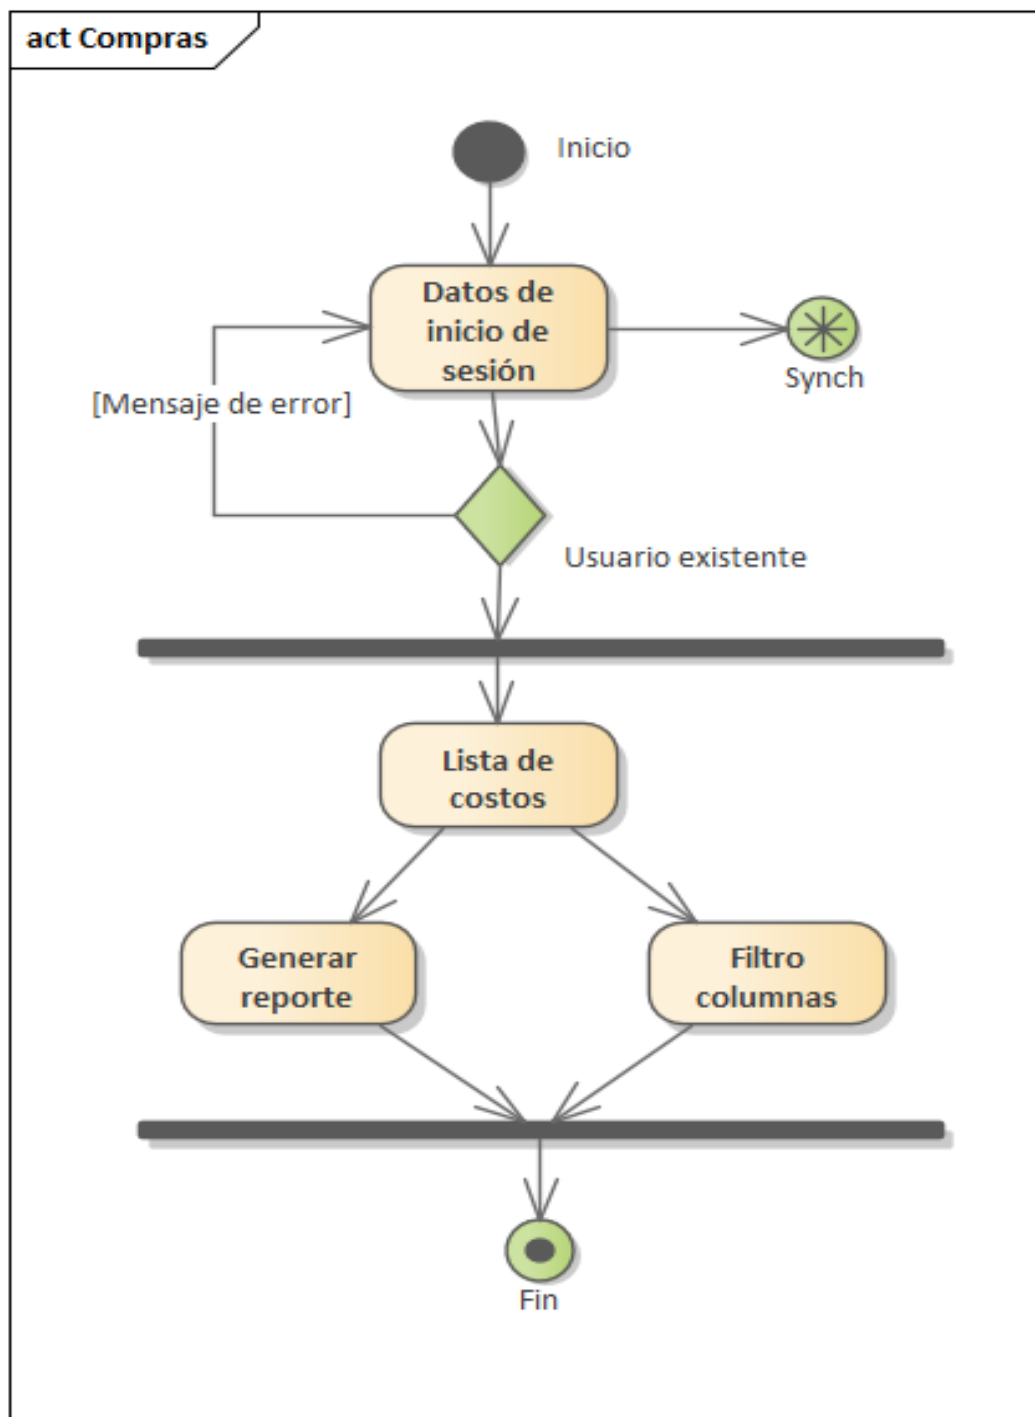 act Compras
Inicio
Datos de
inicio de
sesión
Synch
[Mensaje de error]
Usuario existente
Lista de
costos
Generar
reporte
Filtro
columnas
Fin